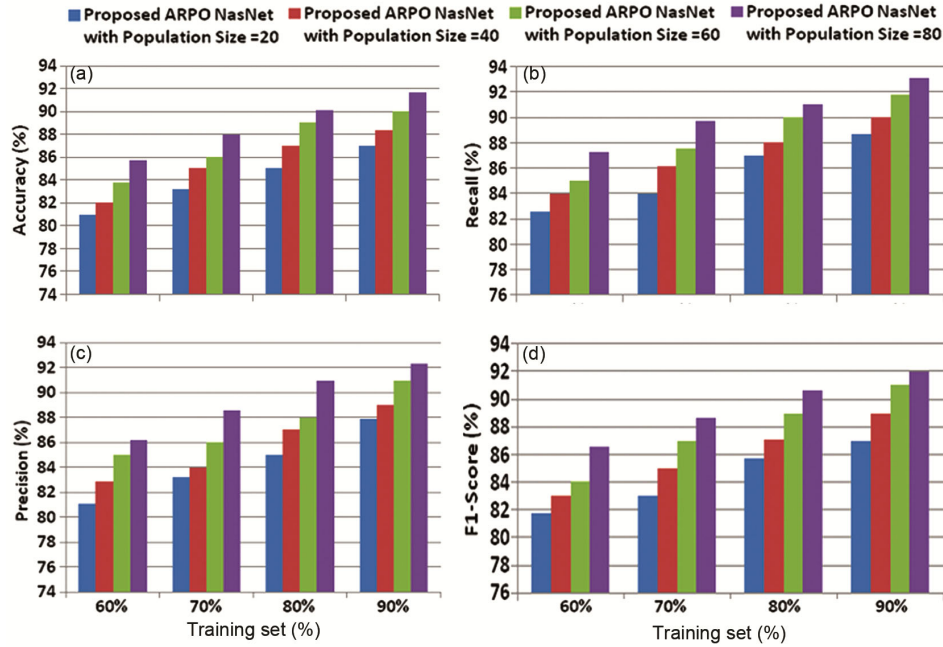 Proposed ARPO NasNet with Population Size =20
Proposed ARPO NasNet with Population Size =40
Proposed ARPO NasNet with Population Size =60
Proposed ARPO NasNet with Population Size =80
(a)
Accuracy (%)
94
92
90
88
86
84
82
80
78
76
74
(b)
Recall (%)
94
92
90
88
86
84
82
80
78
76
(c)
Precision (%)
94
92
90
88
86
84
82
80
78
76
74
60% 70% 80% 90%
Training set (%)
(d)
F1-Score (%)
94
92
90
88
86
84
82
80
78
76
60% 70% 80% 90%
Training set (%)